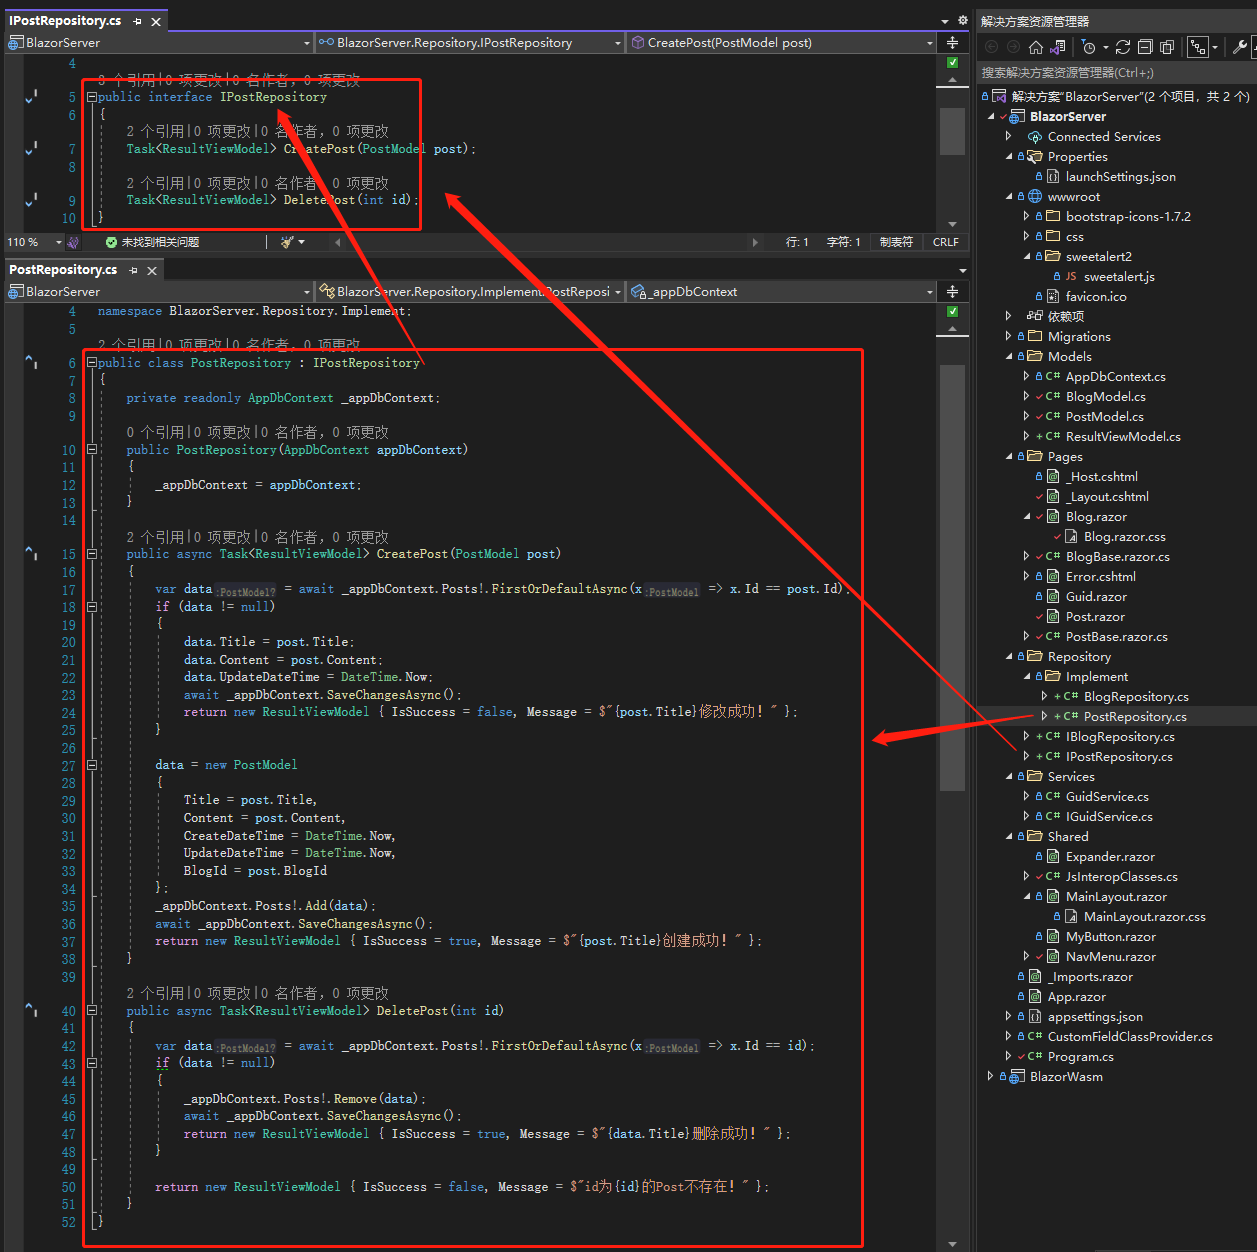 IPostRepository.cs
BlazorServer
BlazorServer.Repository.IPostRepository
CreatePost(PostModel post)
4
3 个引用|0 项更改|0 名作者, 0 项更改
5 public interface IPostRepository
6 {
2 个引用|0 项更改|0 名作者, 0 项更改
7 Task<ResultViewModel> CreatePost(PostModel post);
8
2 个引用|0 项更改|0 名作者, 0 项更改
9 Task<ResultViewModel> DeletePost(int id);
10 }
110 %
未找到相关问题
行: 1
字符: 1
制表符
CRLF
PostRepository.cs
BlazorServer
BlazorServer.Repository.Implement.PostReposi
_appDbContext
4 namespace BlazorServer.Repository.Implement;
5
2 个引用|0 项更改|0 名作者, 0 项更改
6 public class PostRepository : IPostRepository
7 {
8 private readonly AppDbContext _appDbContext;
9
0 个引用|0 项更改|0 名作者, 0 项更改
10 public PostRepository(AppDbContext appDbContext)
11 {
12 _appDbContext = appDbContext;
13 }
14
2 个引用|0 项更改|0 名作者, 0 项更改
15 public async Task<ResultViewModel> CreatePost(PostModel post)
16 {
17 var data:PostModel? = await _appDbContext.Posts!.FirstOrDefaultAsync(x:PostModel => x.Id == post.Id);
18 if (data != null)
19 {
20 data.Title = post.Title;
21 data.Content = post.Content;
22 data.UpdateDateTime = DateTime.Now;
23 await _appDbContext.SaveChangesAsync();
24 return new ResultViewModel { IsSuccess = false, Message = $"{post.Title}修改成功！" };
25 }
26
27 data = new PostModel
28 {
29 Title = post.Title,
30 Content = post.Content,
31 CreateDateTime = DateTime.Now,
32 UpdateDateTime = DateTime.Now,
33 BlogId = post.BlogId
34 };
35 _appDbContext.Posts!.Add(data);
36 await _appDbContext.SaveChangesAsync();
37 return new ResultViewModel { IsSuccess = true, Message = $"{post.Title}创建成功！" };
38 }
39
2 个引用|0 项更改|0 名作者, 0 项更改
40 public async Task<ResultViewModel> DeletePost(int id)
41 {
42 var data:PostModel? = await _appDbContext.Posts!.FirstOrDefaultAsync(x:PostModel => x.Id == id);
43 if (data != null)
44 {
45 _appDbContext.Posts!.Remove(data);
46 await _appDbContext.SaveChangesAsync();
47 return new ResultViewModel { IsSuccess = true, Message = $"{data.Title}删除成功！" };
48 }
49
50 return new ResultViewModel { IsSuccess = false, Message = $"id为{id}的Post不存在！" };
51 }
52 }
解决方案资源管理器
搜索解决方案资源管理器(Ctrl+;)
解决方案"BlazorServer"(2 个项目, 共 2 个)
BlazorServer
Connected Services
Properties
launchSettings.json
wwwroot
bootstrap-icons-1.7.2
css
sweetalert2
JS sweetalert.js
favicon.ico
依赖项
Migrations
Models
C# AppDbContext.cs
C# BlogModel.cs
C# PostModel.cs
C# ResultViewModel.cs
Pages
_Host.cshtml
_Layout.cshtml
Blog.razor
Blog.razor.css
C# BlogBase.razor.cs
Error.cshtml
Guid.razor
Post.razor
C# PostBase.razor.cs
Repository
Implement
C# BlogRepository.cs
C# PostRepository.cs
C# IBlogRepository.cs
C# IPostRepository.cs
Services
C# GuidService.cs
C# IGuidService.cs
Shared
Expander.razor
C# JsInteropClasses.cs
MainLayout.razor
MainLayout.razor.css
MyButton.razor
NavMenu.razor
_Imports.razor
App.razor
appsettings.json
C# CustomFieldClassProvider.cs
C# Program.cs
BlazorWasm